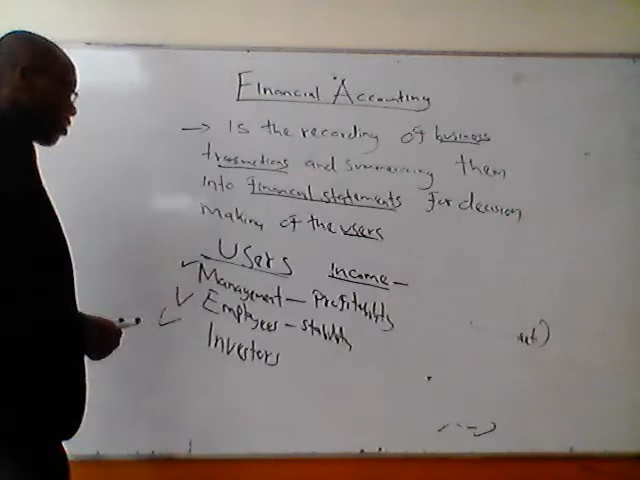 Financial Accounting
→ Is the recording of business
transactions and summarising them
into financial statements for decision
making of the users
Users Income –
✓ Management – Profitability
✓ Employees – Stability
✓ Investors